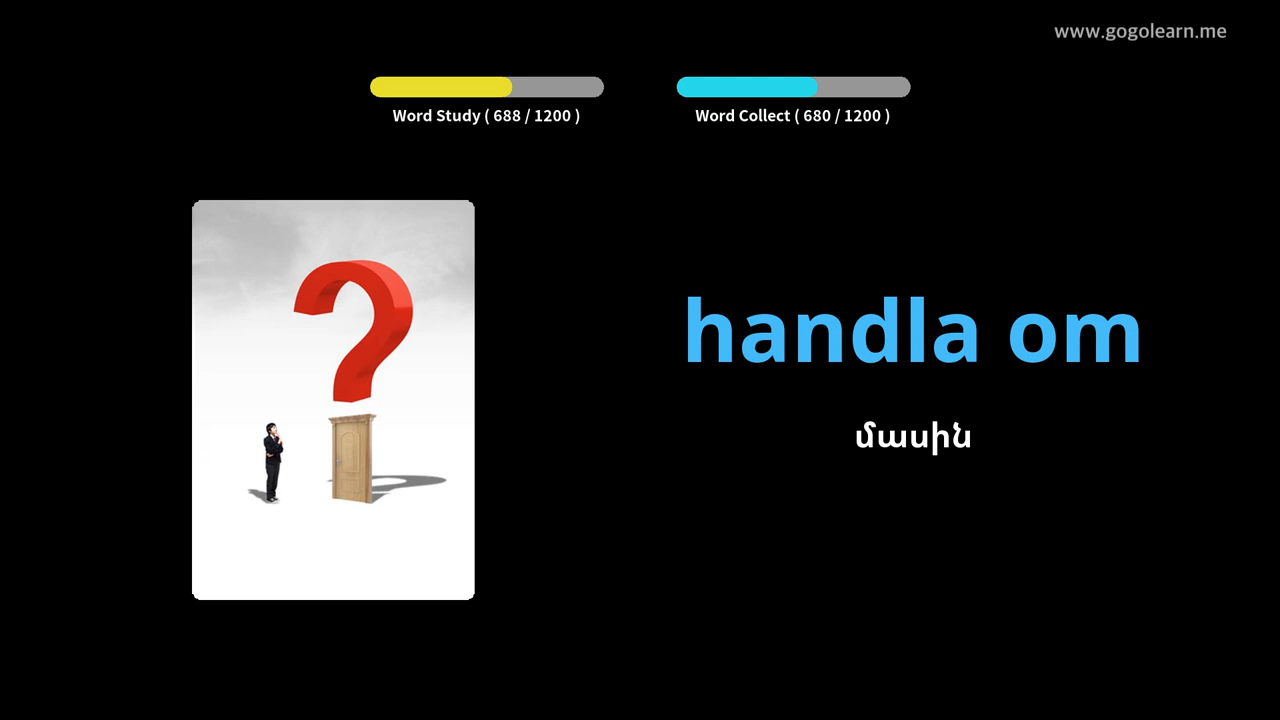 www.gogolearn.me
Word Study ( 688 / 1200 )
Word Collect ( 680 / 1200 )
handla om
մասին